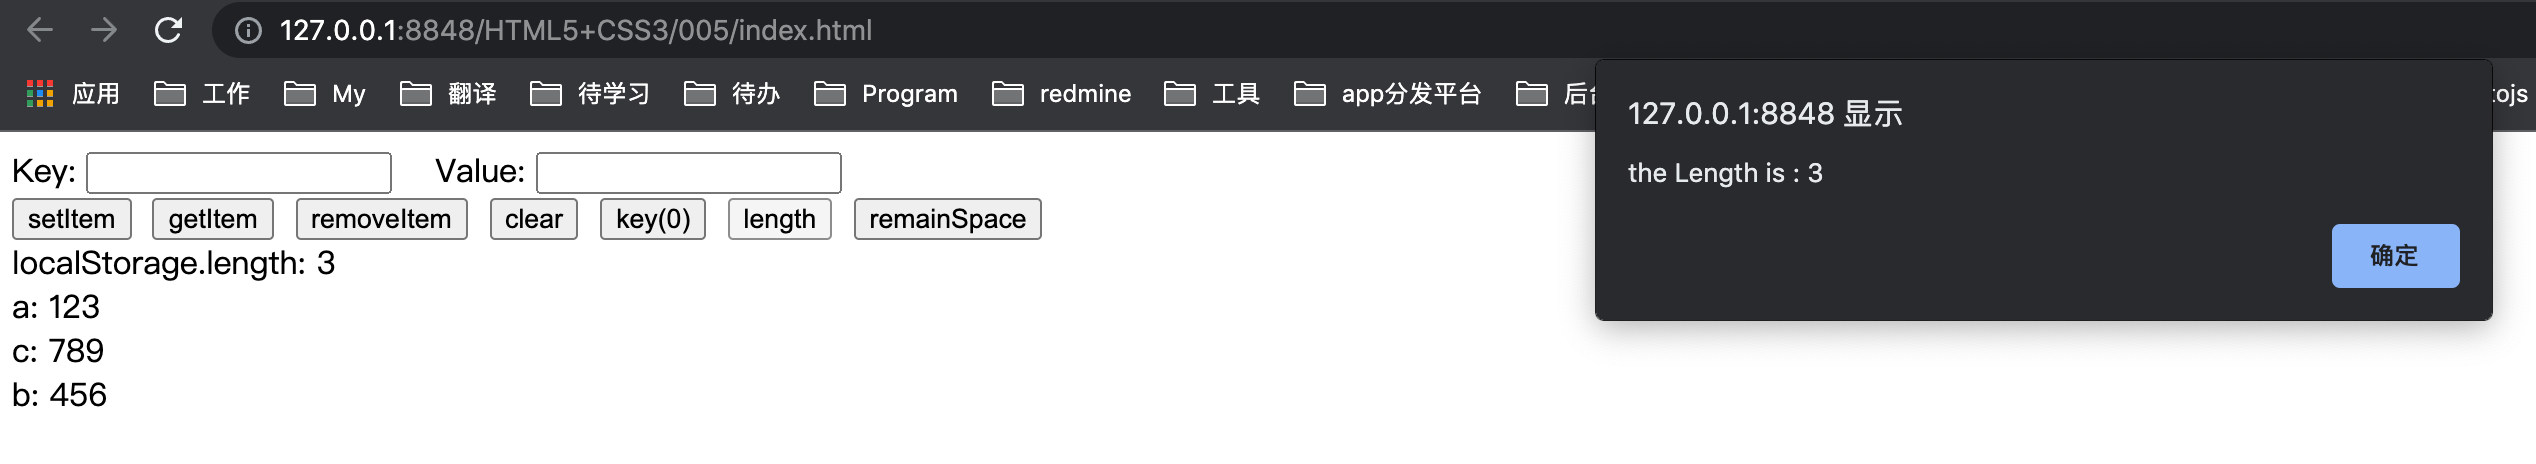 127.0.0.1:8848/HTML5+CSS3/005/index.html
应用 工作 My 翻译 待学习 待办 Program redmine 工具 app分发平台 后 ojs
127.0.0.1:8848 显示
the Length is : 3
确定
Key: Value:
setItem getItem removeItem clear key(0) length remainSpace
localStorage.length: 3
a: 123
c: 789
b: 456